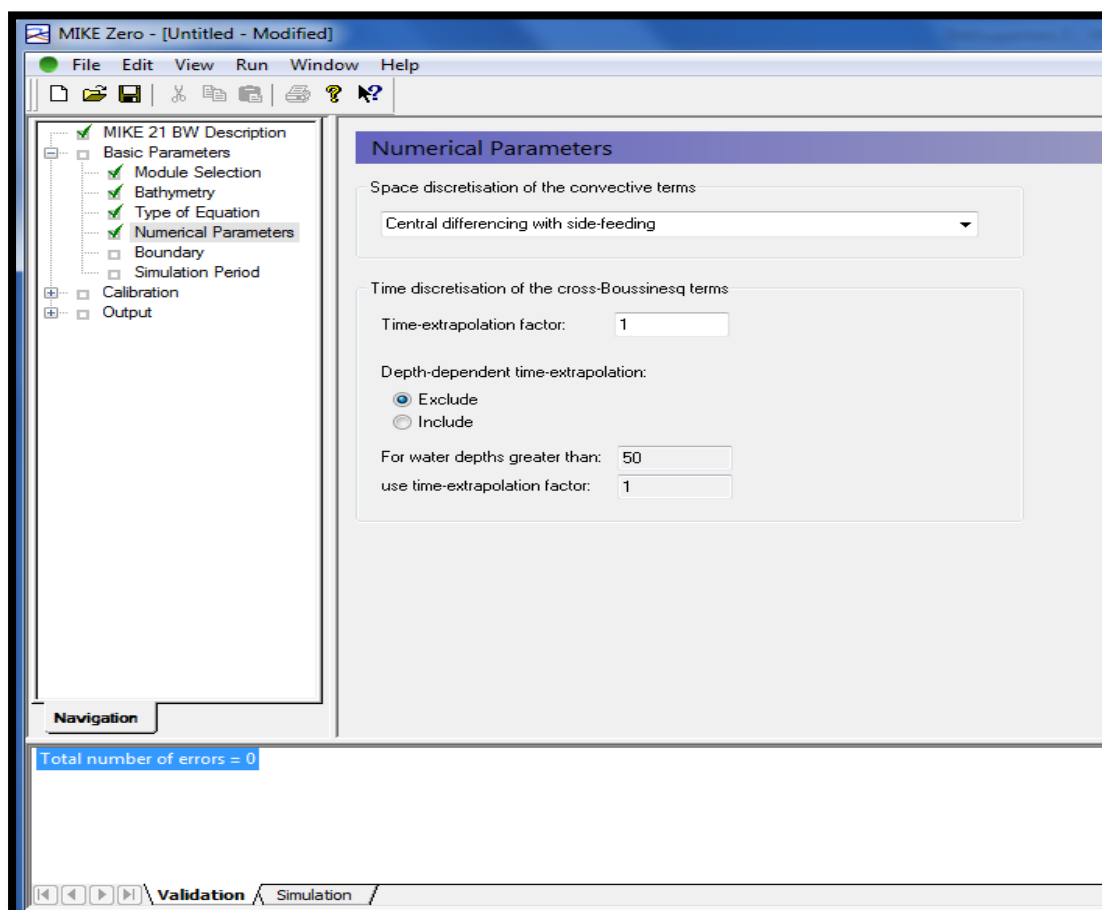 MIKE Zero - [Untitled - Modified]
File Edit View Run Window Help
MIKE 21 BW Description
Basic Parameters
Module Selection
Bathymetry
Type of Equation
Numerical Parameters
Boundary
Simulation Period
Calibration
Output
Navigation
Numerical Parameters
Space discretisation of the convective terms
Central differencing with side-feeding
Time discretisation of the cross-Boussinesq terms
Time-extrapolation factor: 1
Depth-dependent time-extrapolation:
Exclude
Include
For water depths greater than: 50
use time-extrapolation factor: 1
Total number of errors = 0
Validation Simulation